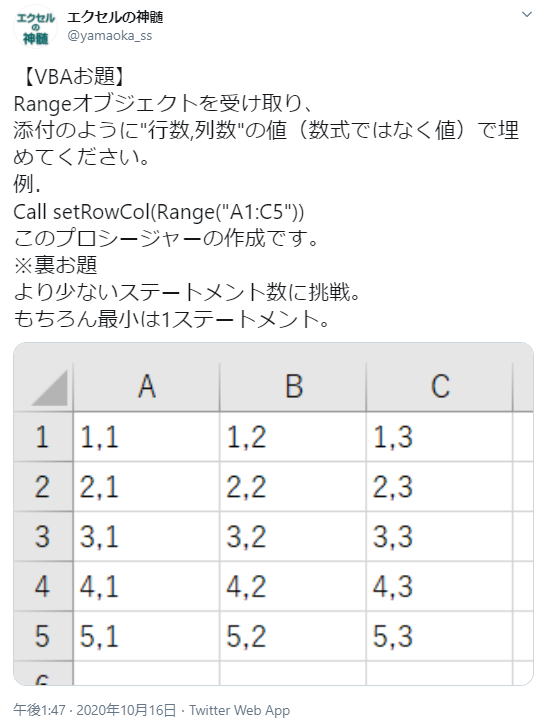 エクセルの神髄
エクセル
の
神髄
@yamaoka_ss
【VBAお題】
Rangeオブジェクトを受け取り、
添付のように"行数,列数"の値（数式ではなく値）で埋
めてください。
例.
Call setRowCol(Range("A1:C5"))
このプロシージャーの作成です。
※裏お題
より少ないステートメント数に挑戦。
もちろん最小は1ステートメント。
A B C
1 1,1 1,2 1,3
2 2,1 2,2 2,3
3 3,1 3,2 3,3
4 4,1 4,2 4,3
5 5,1 5,2 5,3
6
午後1:47 · 2020年10月16日 · Twitter Web App